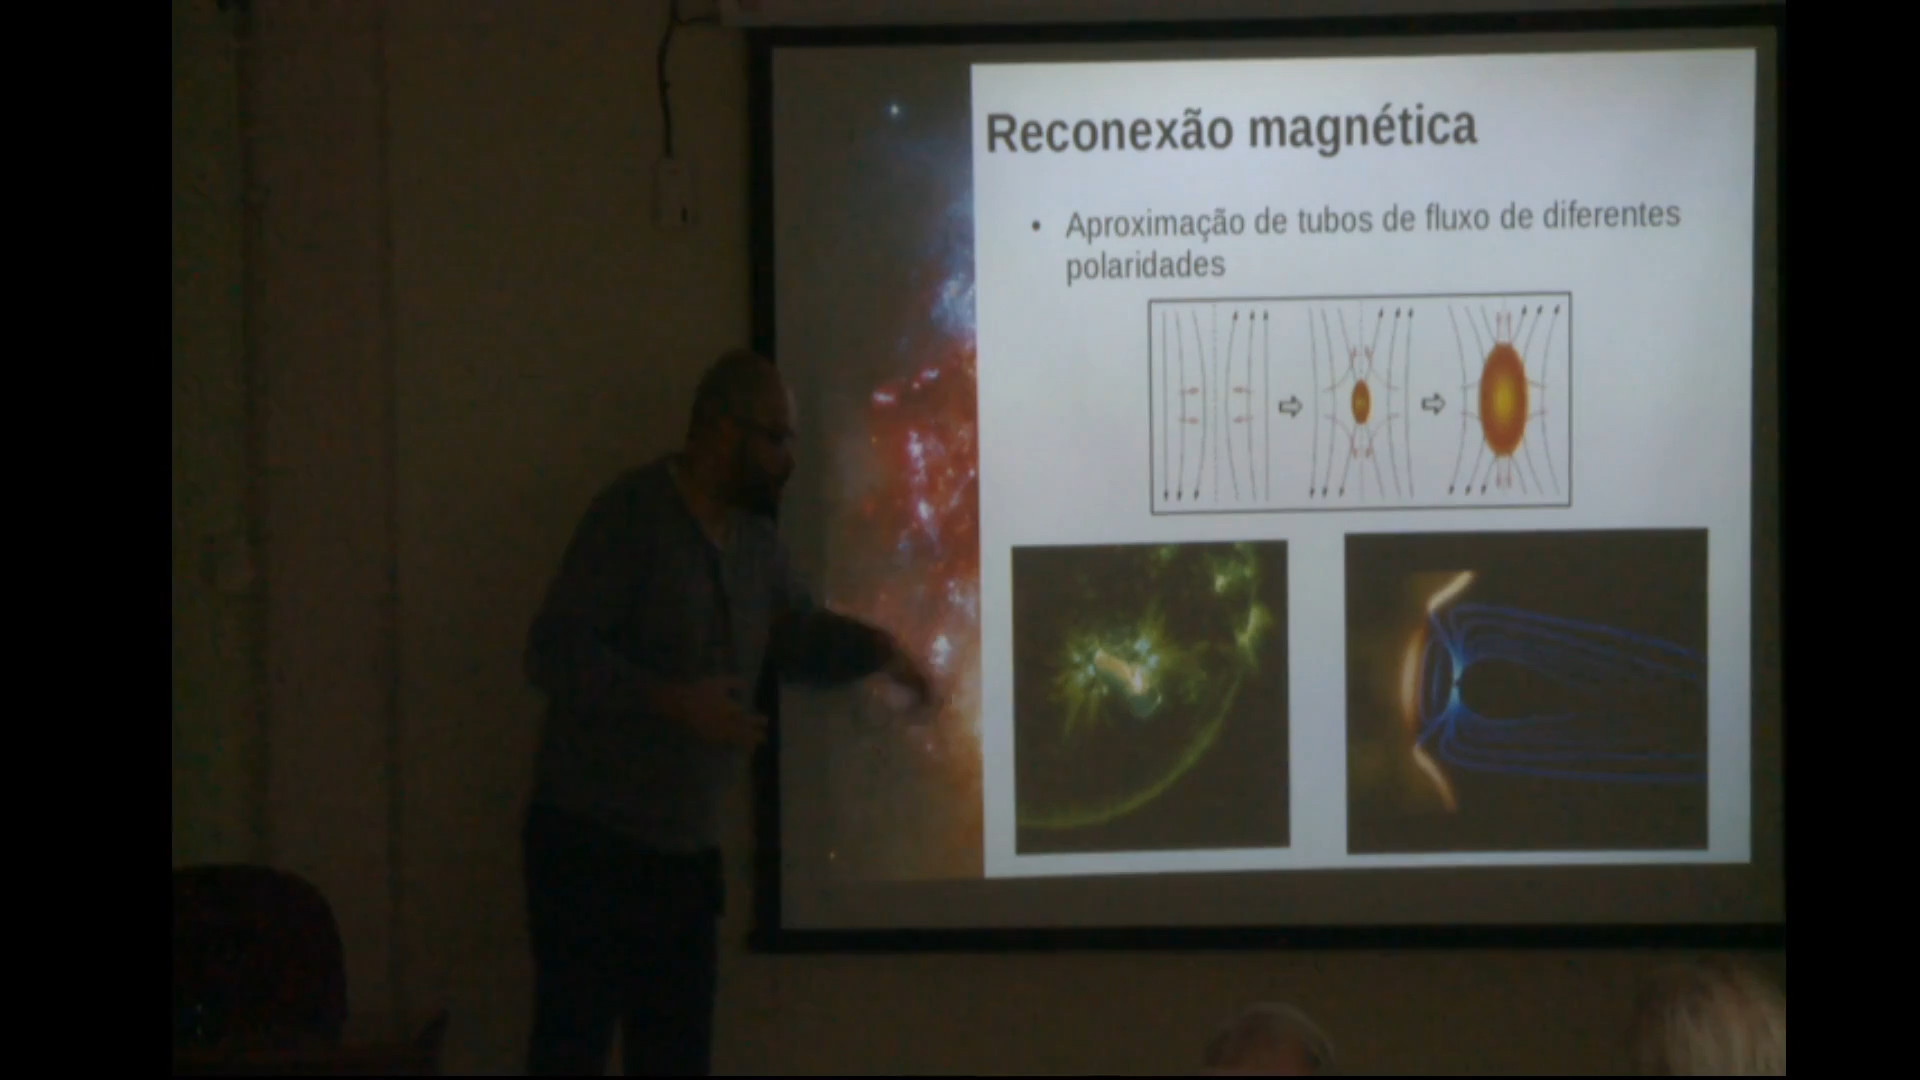 Reconexão magnética
• Aproximação de tubos de fluxo de diferentes
polaridades